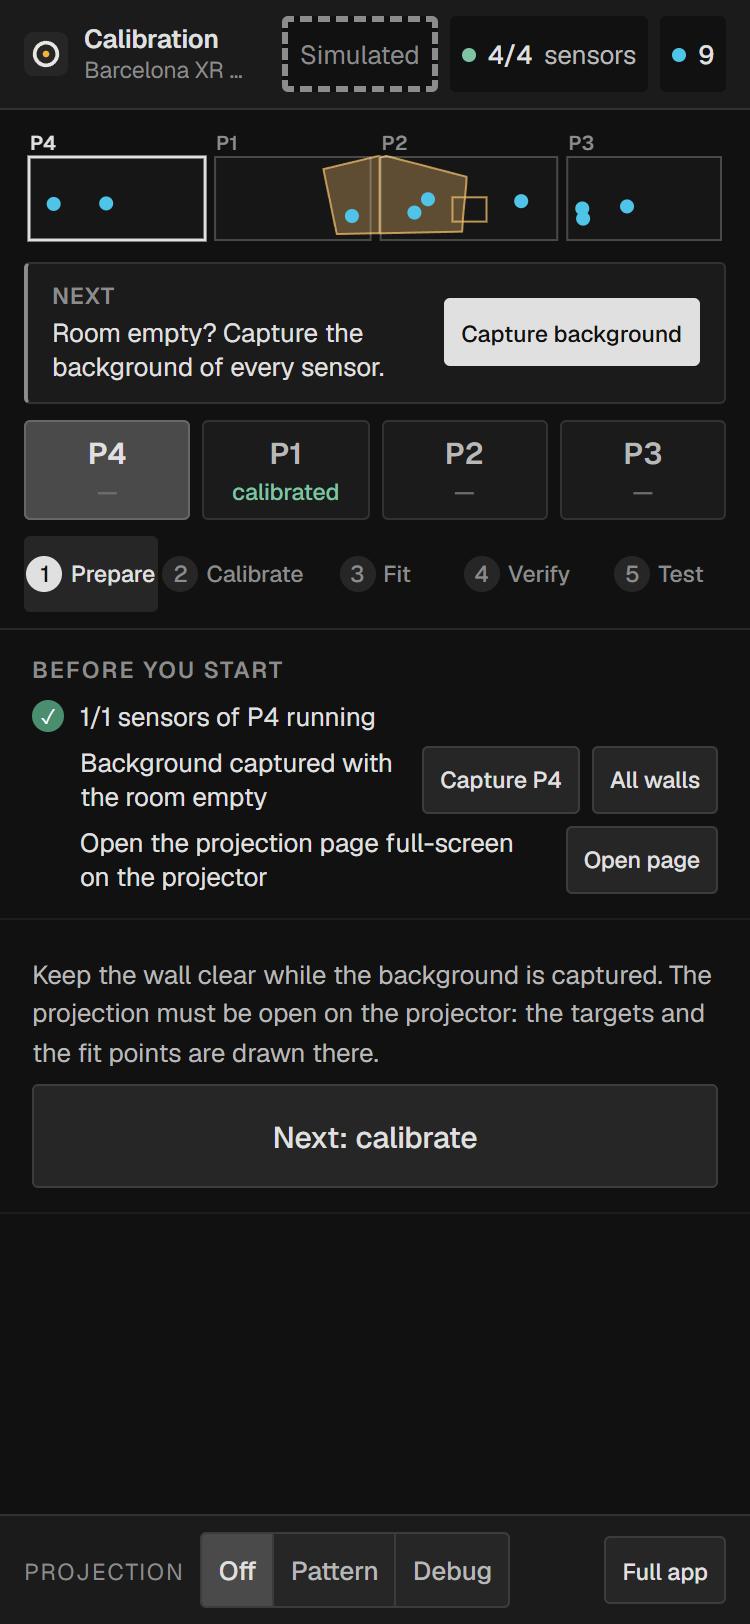 Calibration
Barcelona XR ...
Simulated
4/4 sensors
9
P4
P1
P2
P3
NEXT
Room empty? Capture the
background of every sensor.
Capture background
P4
—
P1
calibrated
P2
—
P3
—
1 Prepare
2 Calibrate
3 Fit
4 Verify
5 Test
BEFORE YOU START
✓ 1/1 sensors of P4 running
Background captured with
the room empty
Capture P4
All walls
Open the projection page full-screen
on the projector
Open page
Keep the wall clear while the background is captured. The
projection must be open on the projector: the targets and
the fit points are drawn there.
Next: calibrate
PROJECTION
Off
Pattern
Debug
Full app